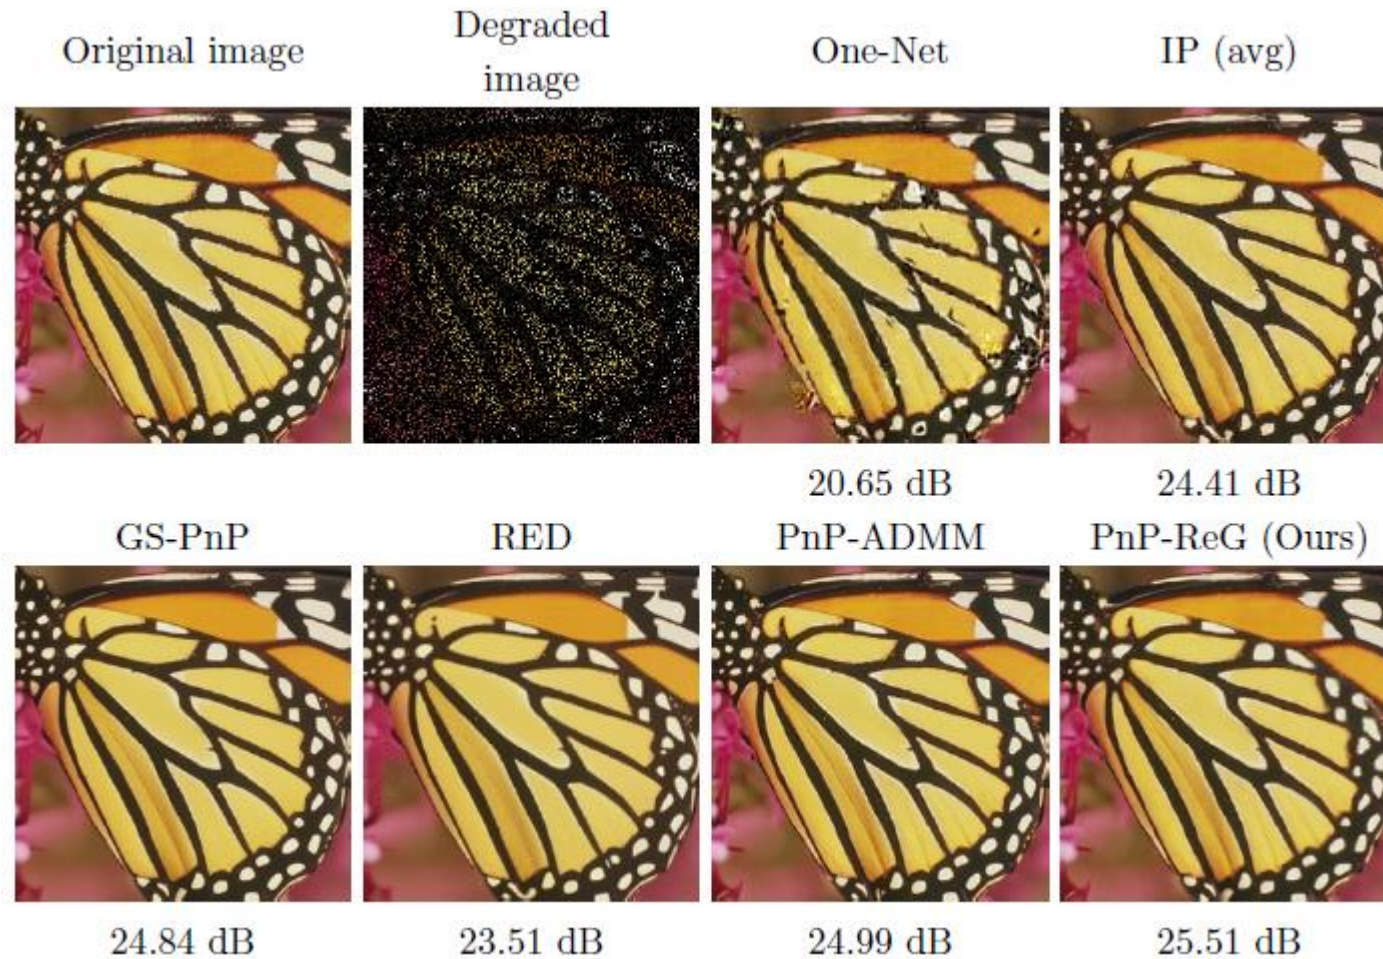 Original image
Degraded
image
One-Net
IP (avg)
20.65 dB
24.41 dB
GS-PnP
RED
PnP-ADMM
PnP-ReG (Ours)
24.84 dB
23.51 dB
24.99 dB
25.51 dB